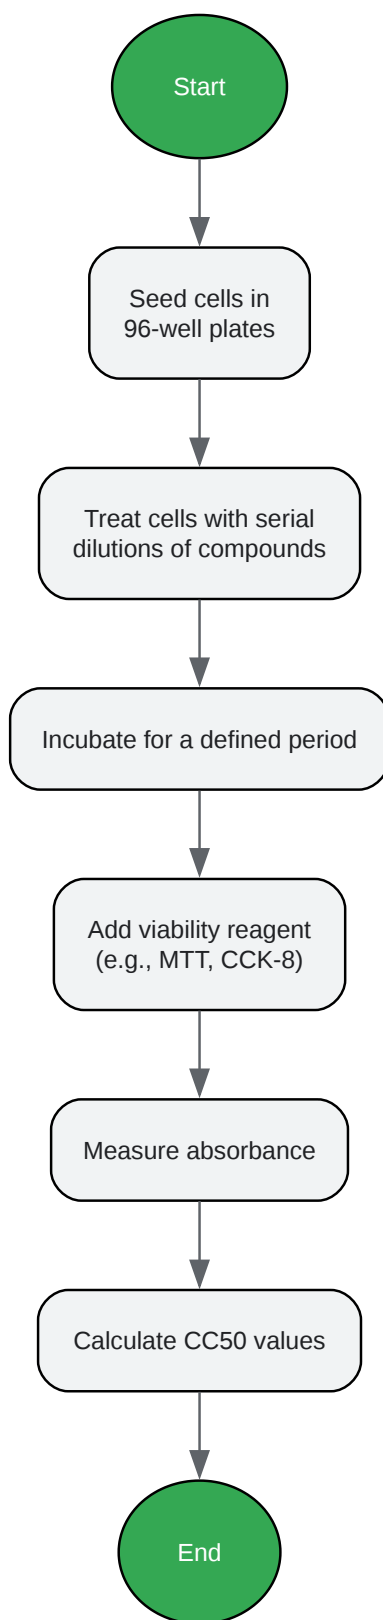 Start
Seed cells in
96-well plates
Treat cells with serial
dilutions of compounds
Incubate for a defined period
Add viability reagent
(e.g., MTT, CCK-8)
Measure absorbance
Calculate CC50 values
End